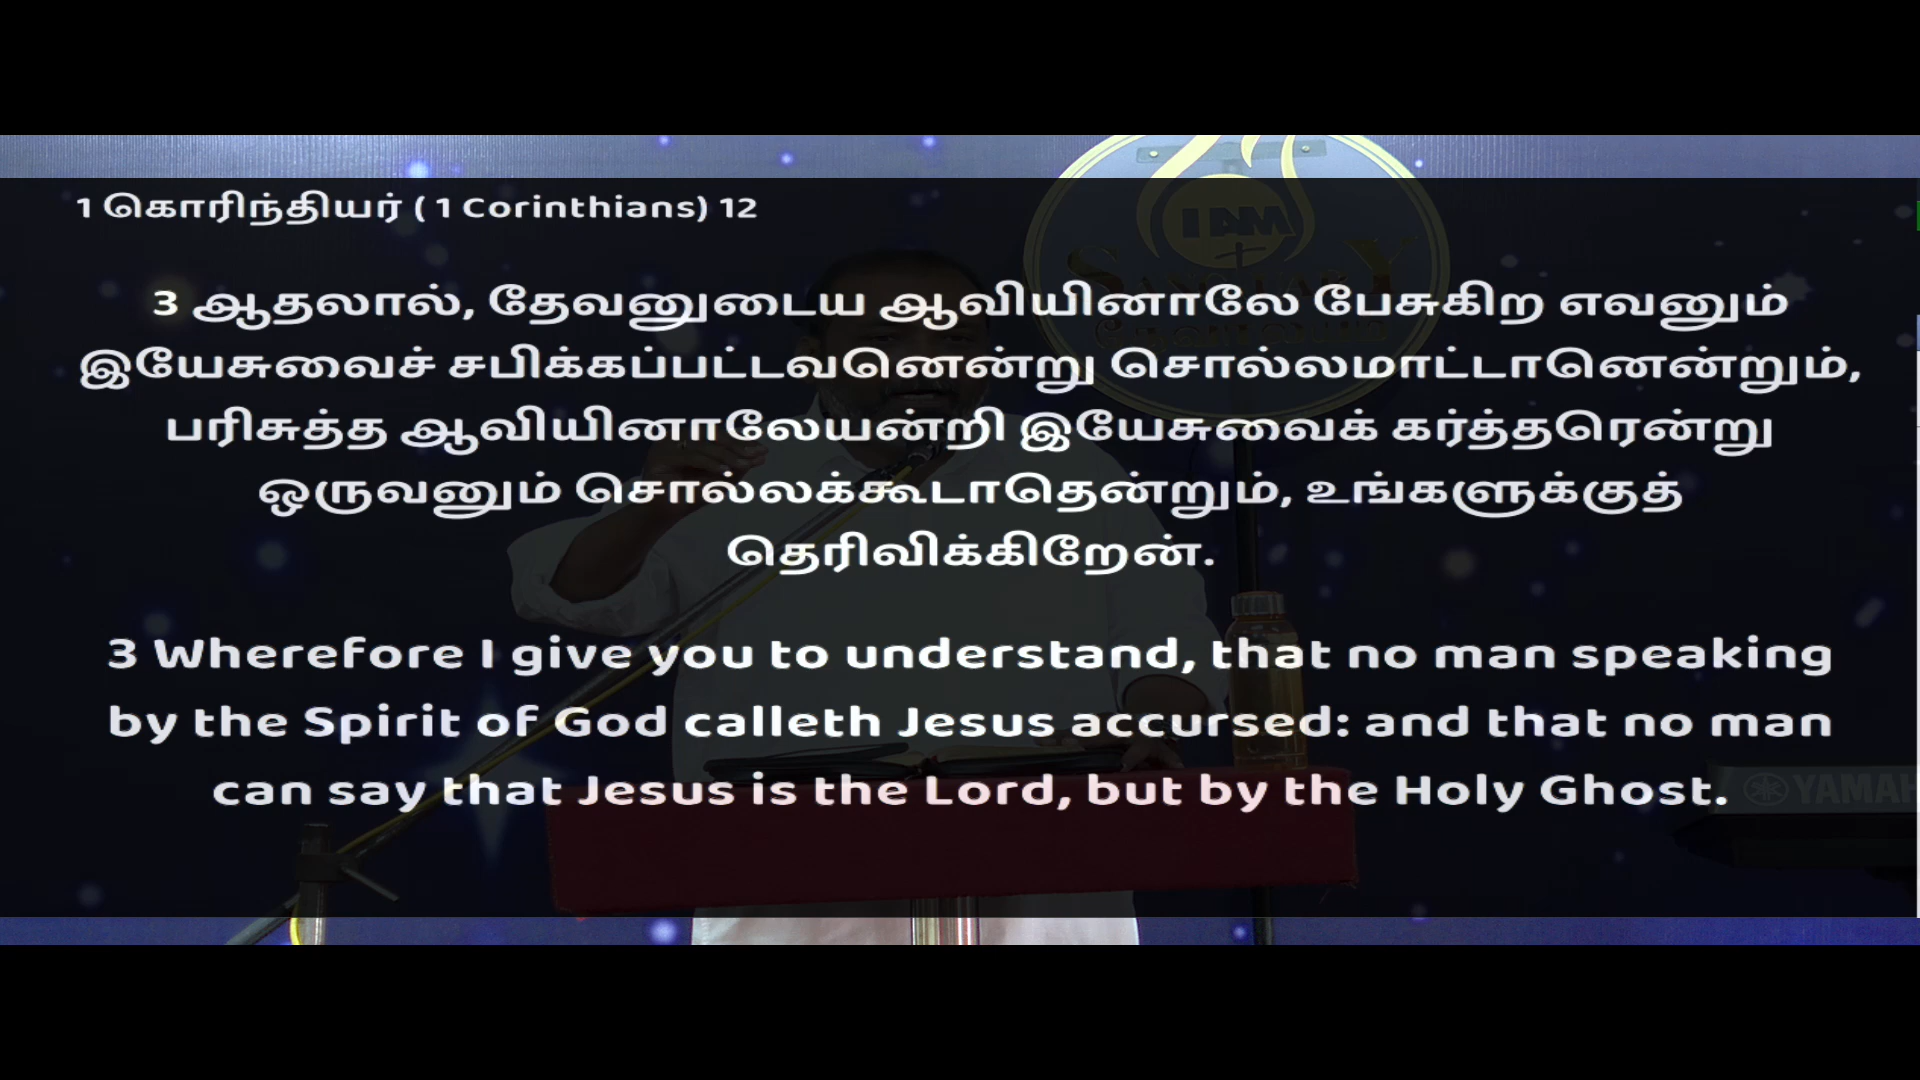 1 கொரிந்தியர் ( 1 Corinthians) 12
I AM
SANCTUARY
3 ஆதலால், தேவனுடைய ஆவியினாலே பேசுகிற எவனும்
இயேசுவைச் சபிக்கப்பட்டவனென்று சொல்லமாட்டானென்றும்,
பரிசுத்த ஆவியினாலேயன்றி இயேசுவைக் கர்த்தரென்று
ஒருவனும் சொல்லக்கூடாதென்றும், உங்களுக்குத்
தெரிவிக்கிறேன்.
3 Wherefore I give you to understand, that no man speaking
by the Spirit of God calleth Jesus accursed: and that no man
can say that Jesus is the Lord, but by the Holy Ghost.
YAMAH